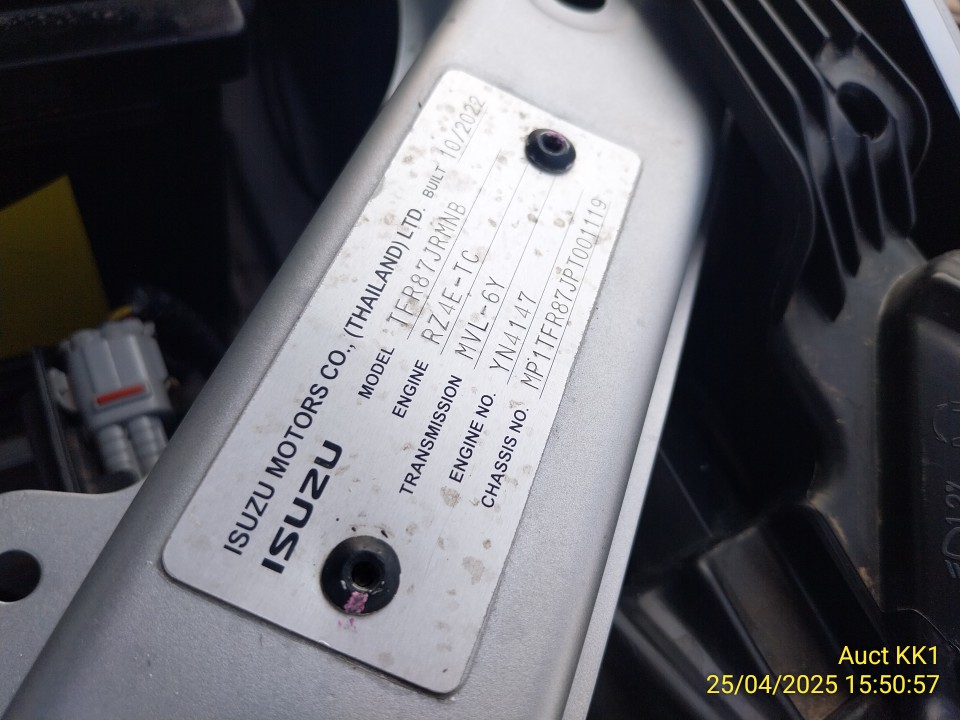 ISUZU MOTORS CO., (THAILAND) LTD. BUILT 10/2022
ISUZU
MODEL TFR87JRMNB
ENGINE RZ4E-TC
TRANSMISSION MVL-6Y
ENGINE NO. YN4147
CHASSIS NO. MP1TFR87JPT001119
Auct KK1
25/04/2025 15:50:57